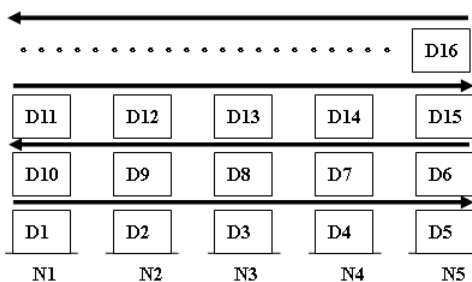 D16
D11 D12 D13 D14 D15
D10 D9 D8 D7 D6
D1 D2 D3 D4 D5
N1 N2 N3 N4 N5